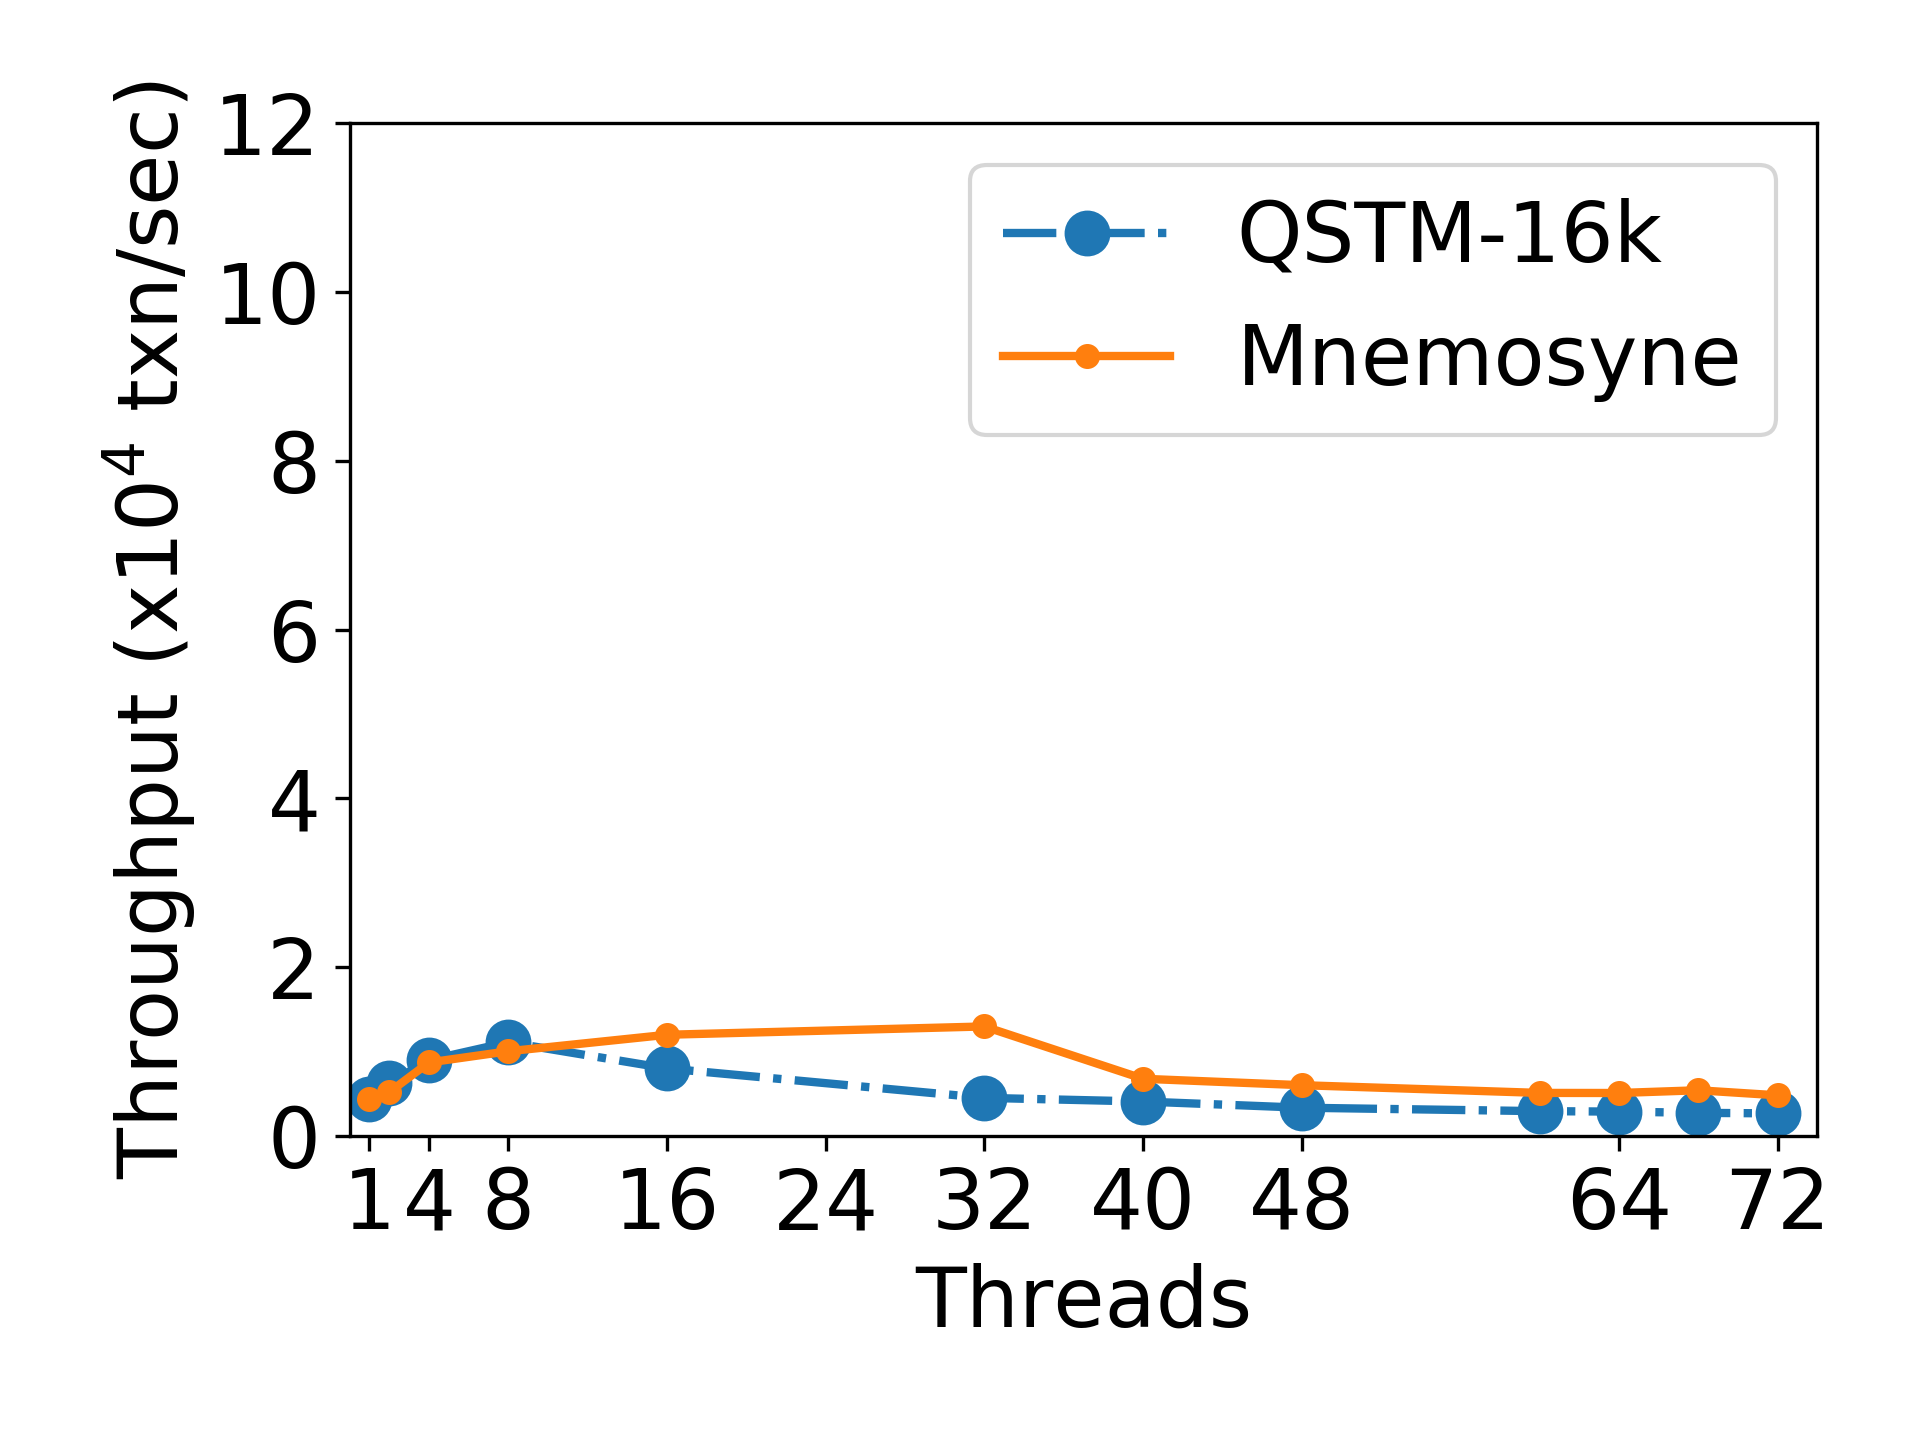 Throughput (x10⁴ txn/sec)
12
10
8
6
4
2
0
QSTM-16k
Mnemosyne
1 4 8 16 24 32 40 48 64 72
Threads